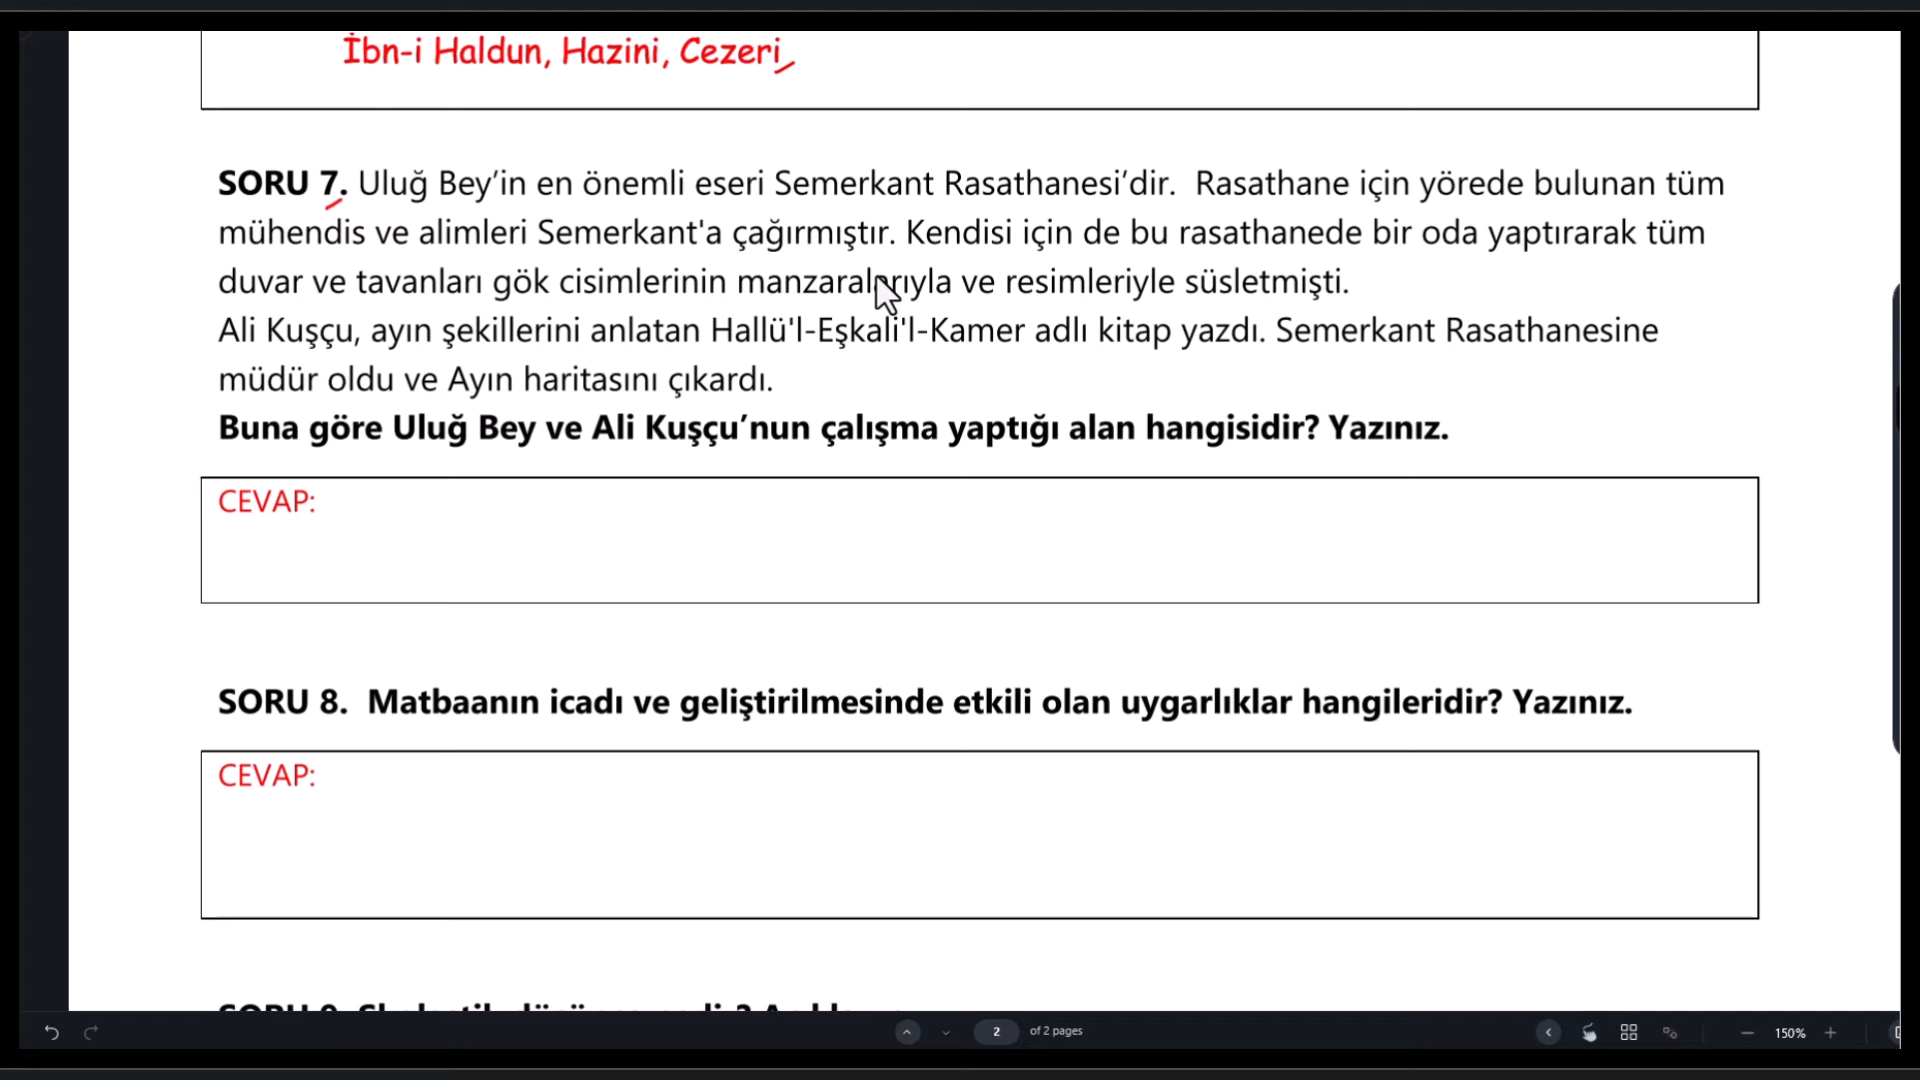 İbn-i Haldun, Hazini, Cezeri
SORU 7. Uluğ Bey’in en önemli eseri Semerkant Rasathanesi’dir. Rasathane için yörede bulunan tüm
mühendis ve alimleri Semerkant'a çağırmıştır. Kendisi için de bu rasathanede bir oda yaptırarak tüm
duvar ve tavanları gök cisimlerinin manzaralarıyla ve resimleriyle süsletmişti.
Ali Kuşçu, ayın şekillerini anlatan Hallü'l-Eşkali'l-Kamer adlı kitap yazdı. Semerkant Rasathanesine
müdür oldu ve Ayın haritasını çıkardı.
Buna göre Uluğ Bey ve Ali Kuşçu’nun çalışma yaptığı alan hangisidir? Yazınız.
CEVAP:
SORU 8. Matbaanın icadı ve geliştirilmesinde etkili olan uygarlıklar hangileridir? Yazınız.
CEVAP:
2 of 2 pages
150%